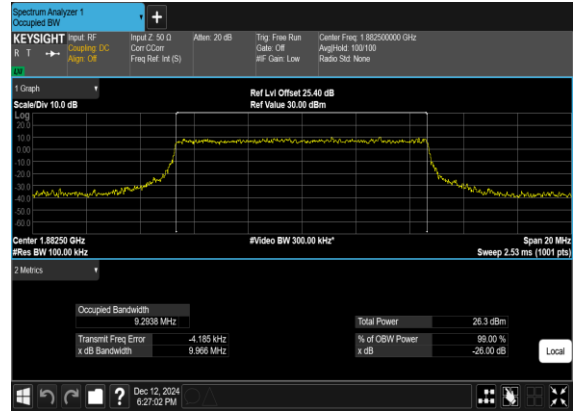 Spectrum Analyzer 1
Occupied BW
+
KEYSIGHT Input: RF Input Z: 50 Ω Atten: 20 dB Trig: Free Run Center Freq: 1.882500000 GHz
R T Coupling: DC Corr CCorr Gate: Off Avg|Hold: 100/100
Align: Off Freq Ref: Int (S) #IF Gain: Low Radio Std: None
LM
1 Graph
Scale/Div 10.0 dB
Ref Lvl Offset 25.40 dB
Ref Value 30.00 dBm
Log
20.0
10.0
0.00
-10.0
-20.0
-30.0
-40.0
-50.0
-60.0
Center 1.88250 GHz #Video BW 300.00 kHz* Span 20 MHz
#Res BW 100.00 kHz Sweep 2.53 ms (1001 pts)
2 Metrics
Occupied Bandwidth
9.2938 MHz
Total Power 26.3 dBm
Transmit Freq Error -4.185 kHz % of OBW Power 99.00 %
x dB Bandwidth 9.966 MHz x dB -26.00 dB
Local
? Dec 12, 2024
6:27:02 PM